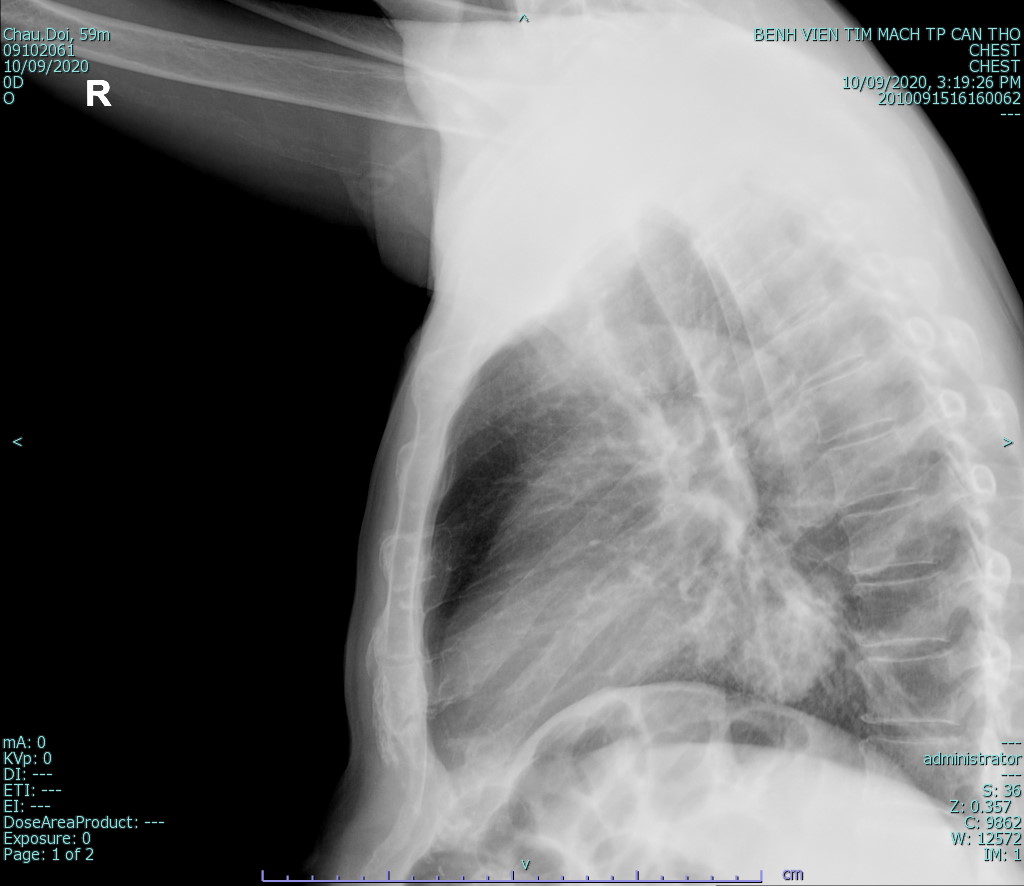 Chau.Doi, 59m
09102061
10/09/2020
0D
O
R
BENH VIEN TIM MACH TP CAN THO
CHEST
CHEST
10/09/2020, 3:19:26 PM
2010091516160062
---
mA: 0
KVp: 0
DI: ---
ETI: ---
EI: ---
DoseAreaProduct: ---
Exposure: 0
Page: 1 of 2
---
administrator
---
S: 36
Z: 0.357
C: 9862
W: 12572
IM: 1
cm